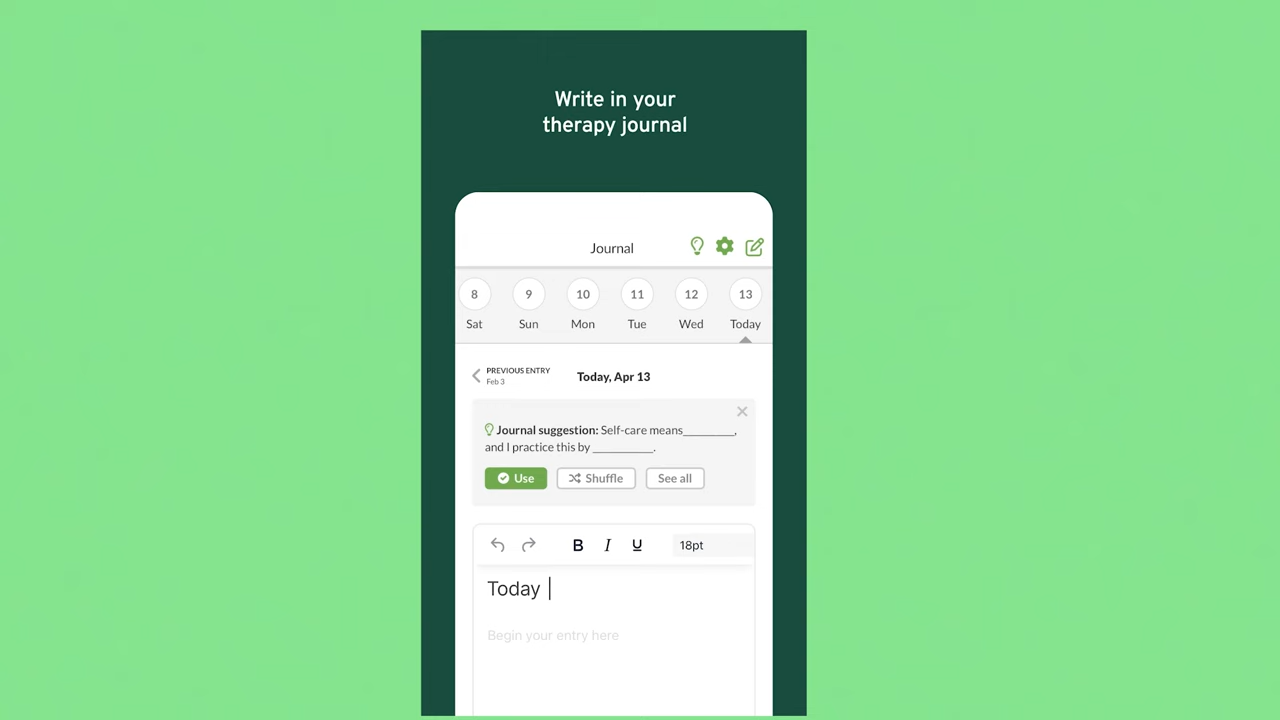 Write in your
therapy journal
Journal
8 9 10 11 12 13
Sat Sun Mon Tue Wed Today
PREVIOUS ENTRY
Feb 3
Today, Apr 13
Journal suggestion: Self-care means_________,
and I practice this by __________.
Use Shuffle See all
B I U 18pt
Today
Begin your entry here